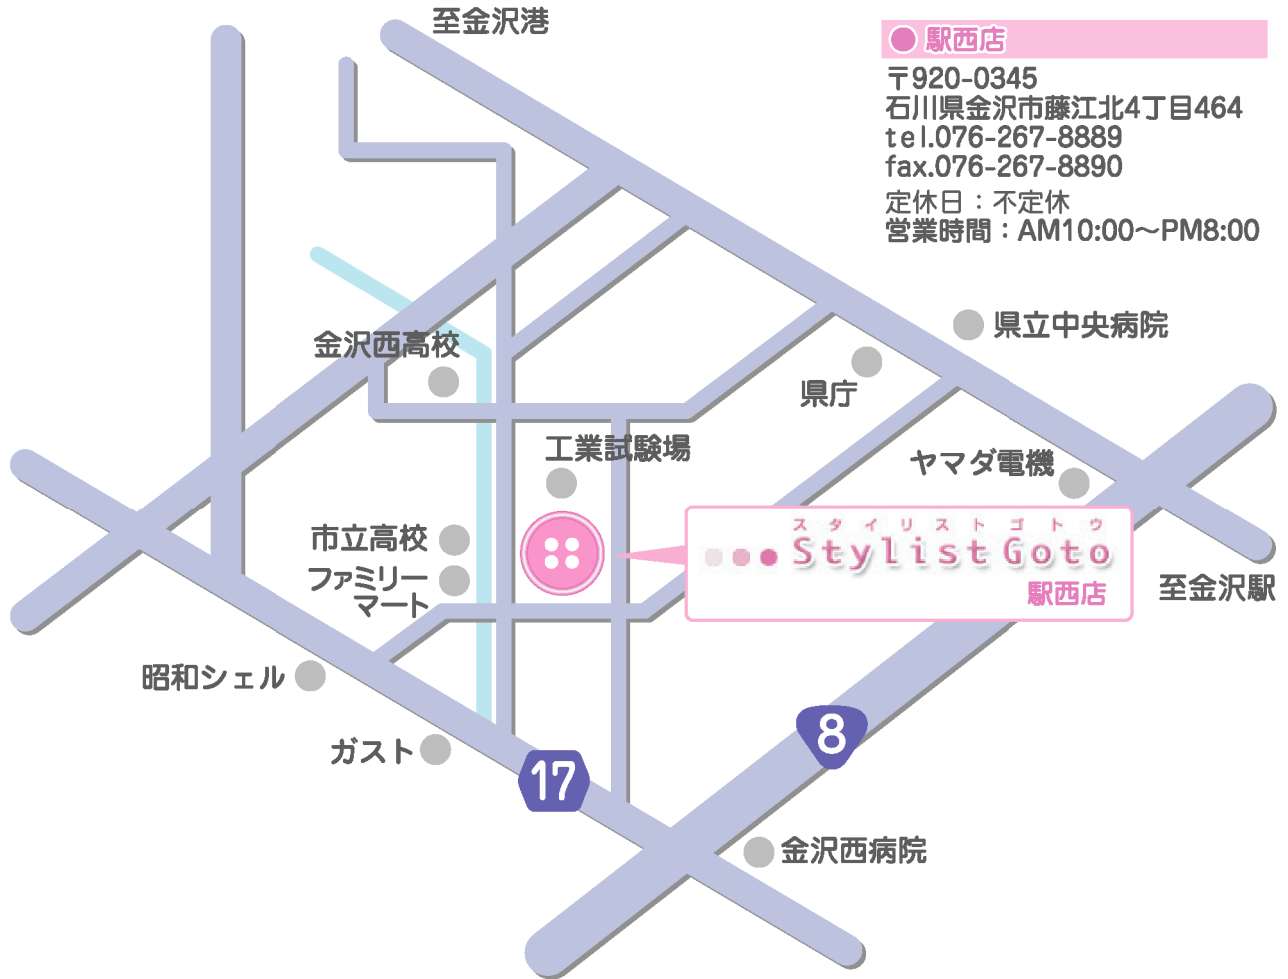 至金沢港
駅西店
〒920-0345
石川県金沢市藤江北4丁目464
tel.076-267-8889
fax.076-267-8890
定休日：不定休
営業時間：AM10:00～PM8:00
県立中央病院
金沢西高校
県庁
工業試験場
ヤマダ電機
市立高校
ファミリー
マート
スタイリストゴトウ
Stylist Goto
駅西店
至金沢駅
昭和シェル
ガスト
8
17
金沢西病院